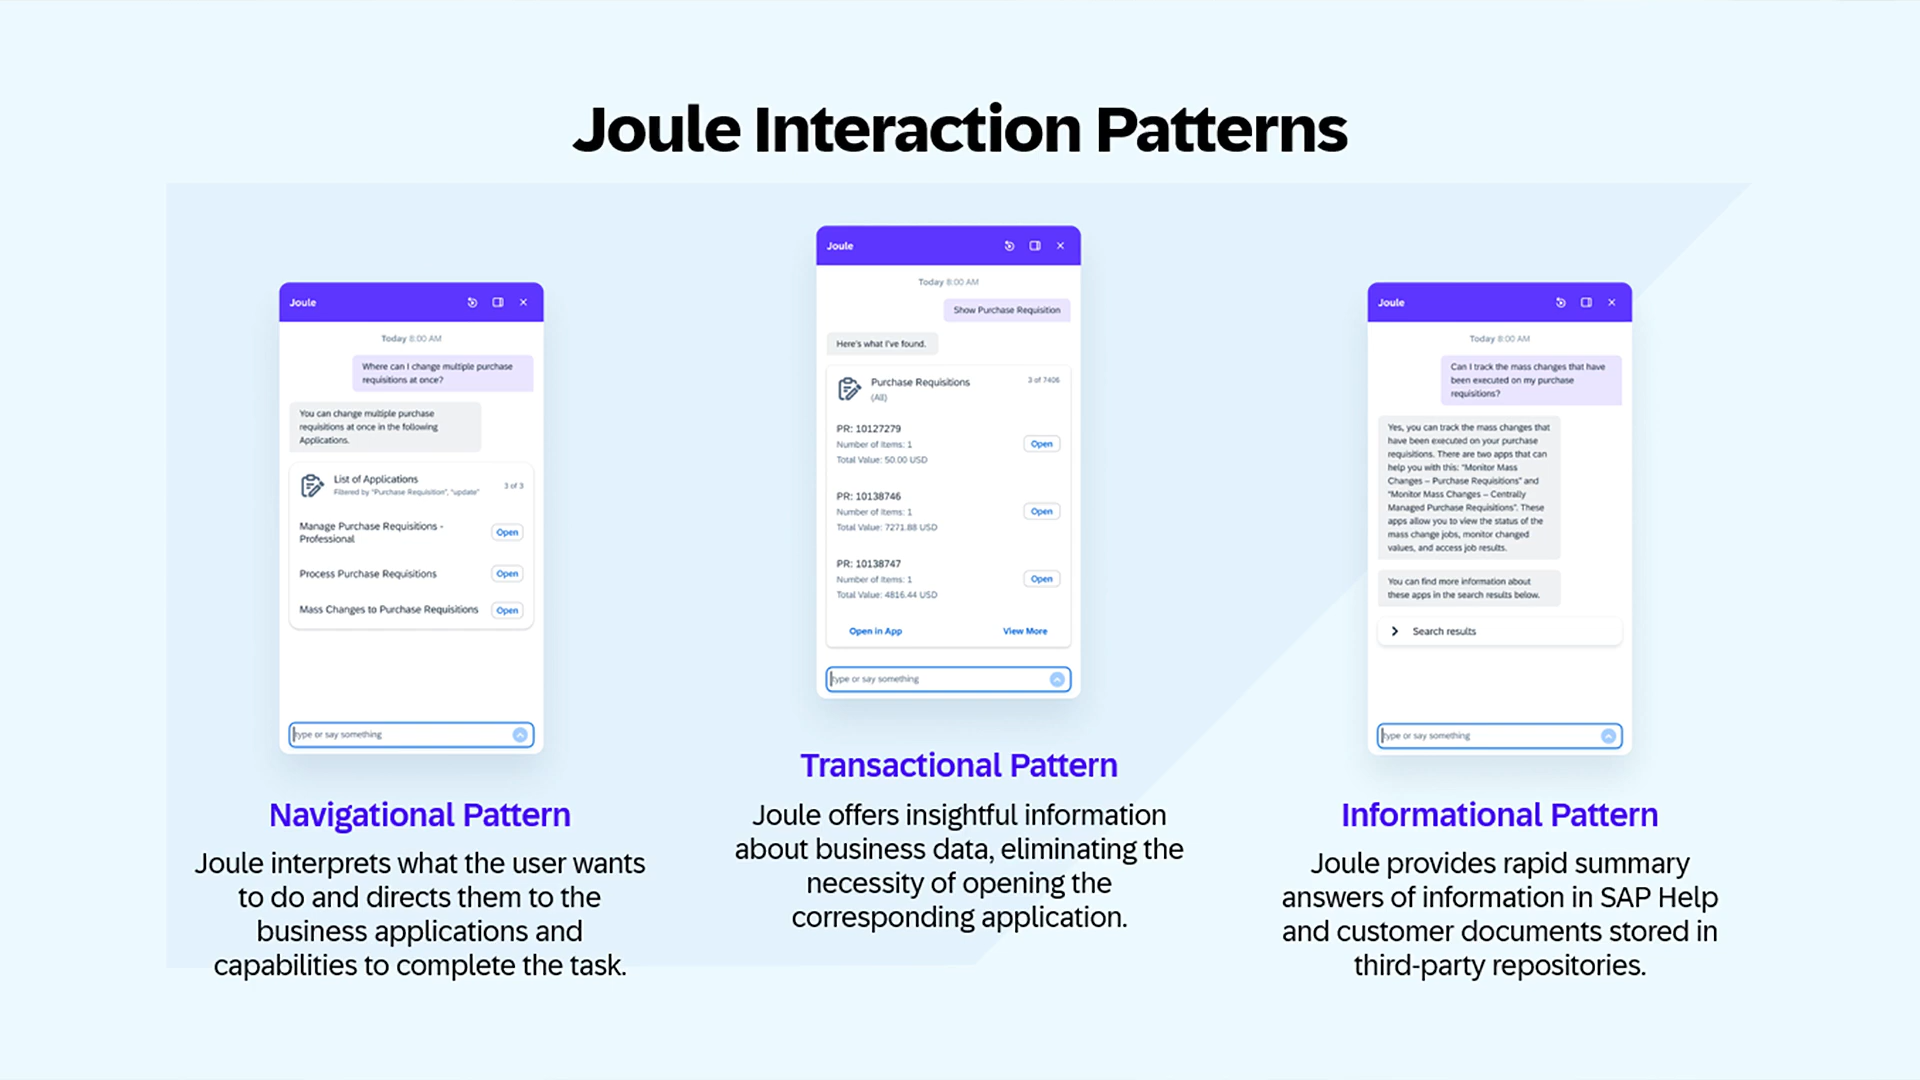 Joule Interaction Patterns
Joule
Today 8:00 AM
Where can I change multiple purchase
requisitions at once?
You can change multiple purchase
requisitions at once in the following
Applications.
List of Applications
Filtered by "Purchase Requisition", "update"
3 of 3
Manage Purchase Requisitions -
Professional
Open
Process Purchase Requisitions
Open
Mass Changes to Purchase Requisitions
Open
type or say something
Navigational Pattern
Joule interprets what the user wants
to do and directs them to the
business applications and
capabilities to complete the task.
Joule
Today 8:00 AM
Show Purchase Requisition
Here's what I've found.
Purchase Requisitions
(All)
3 of 7406
PR: 10127279
Number of Items: 1
Total Value: 50.00 USD
Open
PR: 10138746
Number of Items: 1
Total Value: 7271.88 USD
Open
PR: 10138747
Number of Items: 1
Total Value: 4816.44 USD
Open
Open in App
View More
type or say something
Transactional Pattern
Joule offers insightful information
about business data, eliminating the
necessity of opening the
corresponding application.
Joule
Today 8:00 AM
Can I track the mass changes that have
been executed on my purchase
requisitions?
Yes, you can track the mass changes that
have been executed on your purchase
requisitions. There are two apps that can
help you with this: "Monitor Mass
Changes – Purchase Requisitions" and
"Monitor Mass Changes – Centrally
Managed Purchase Requisitions". These
apps allow you to view the status of the
mass change jobs, monitor changed
values, and access job results.
You can find more information about
these apps in the search results below.
Search results
type or say something
Informational Pattern
Joule provides rapid summary
answers of information in SAP Help
and customer documents stored in
third-party repositories.